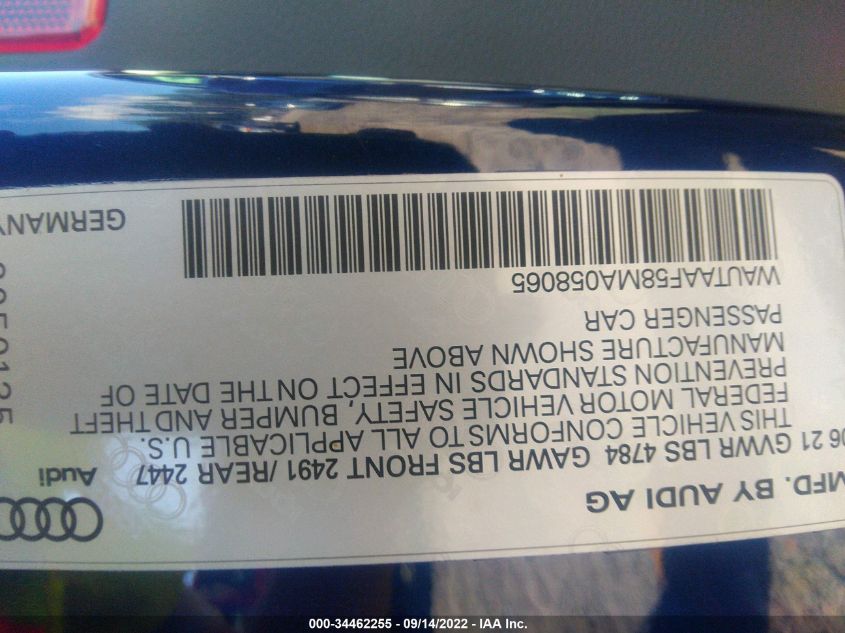 MFD. BY AUDI AG
06 21 GVWR LBS 4784 GAWR LBS FRONT 2491 /REAR 2447
Audi
THIS VEHICLE CONFORMS TO ALL APPLICABLE U.S.
FEDERAL MOTOR VEHICLE SAFETY, BUMPER AND THEFT
PREVENTION STANDARDS IN EFFECT ON THE DATE OF
MANUFACTURE SHOWN ABOVE
PASSENGER CAR
WAUTAAF58MA058065
GERMANY
000-34462255 - 09/14/2022 - IAA Inc.